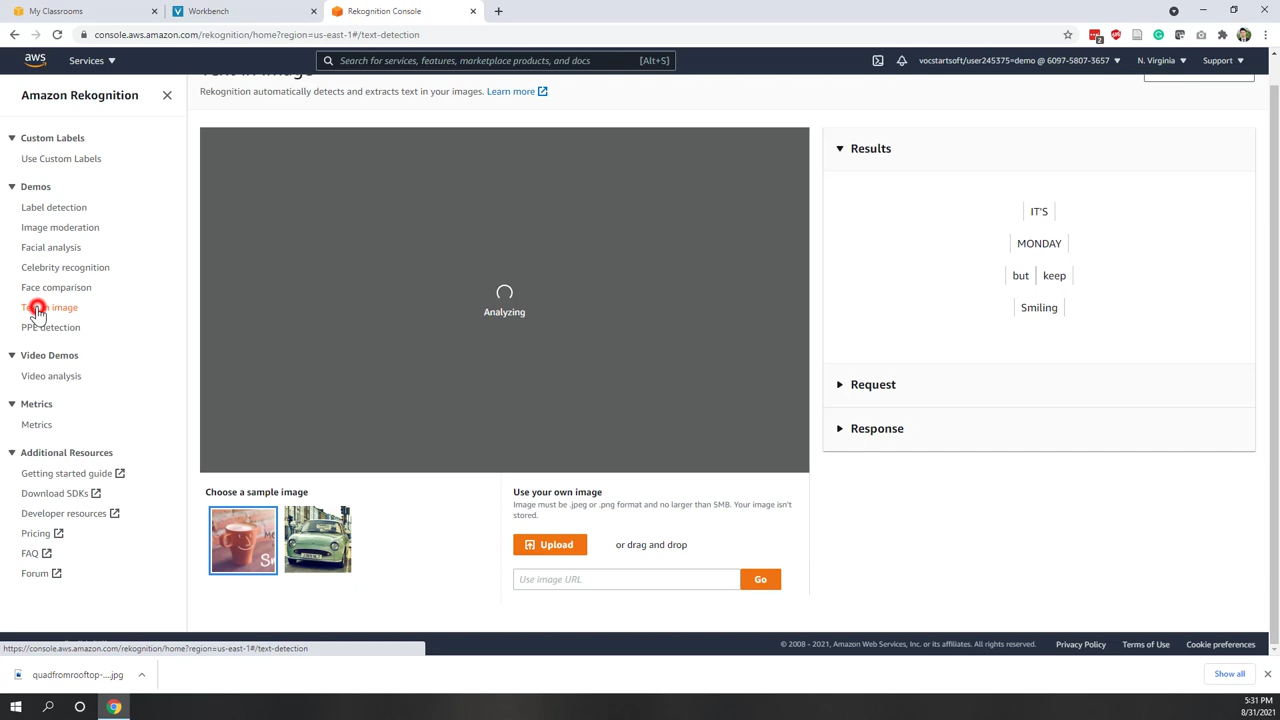 My Classrooms
Workbench
Rekognition Console
console.aws.amazon.com/rekognition/home?region=us-east-1#/text-detection
2
aws
Services
Search for services, features, marketplace products, and docs
[Alt+S]
vocstartsoft/user245375=demo @ 6097-5807-3657
N. Virginia
Support
Amazon Rekognition
Text in image
Rekognition automatically detects and extracts text in your images. Learn more
Custom Labels
Use Custom Labels
Demos
Label detection
Image moderation
Facial analysis
Celebrity recognition
Face comparison
Text in image
PPE detection
Video Demos
Video analysis
Metrics
Metrics
Additional Resources
Getting started guide
Download SDKs
Developer resources
Pricing
FAQ
Forum
Analyzing
Results
IT'S
MONDAY
but keep
Smiling
Request
Response
Choose a sample image
Use your own image
Image must be .jpeg or .png format and no larger than 5MB. Your image isn't
stored.
Upload
or drag and drop
Use image URL
Go
https://console.aws.amazon.com/rekognition/home?region=us-east-1#/text-detection
© 2008 - 2021, Amazon Web Services, Inc. or its affiliates. All rights reserved.
Privacy Policy
Terms of Use
Cookie preferences
quadfromrooftop-....jpg
Show all
5:31 PM
8/31/2021